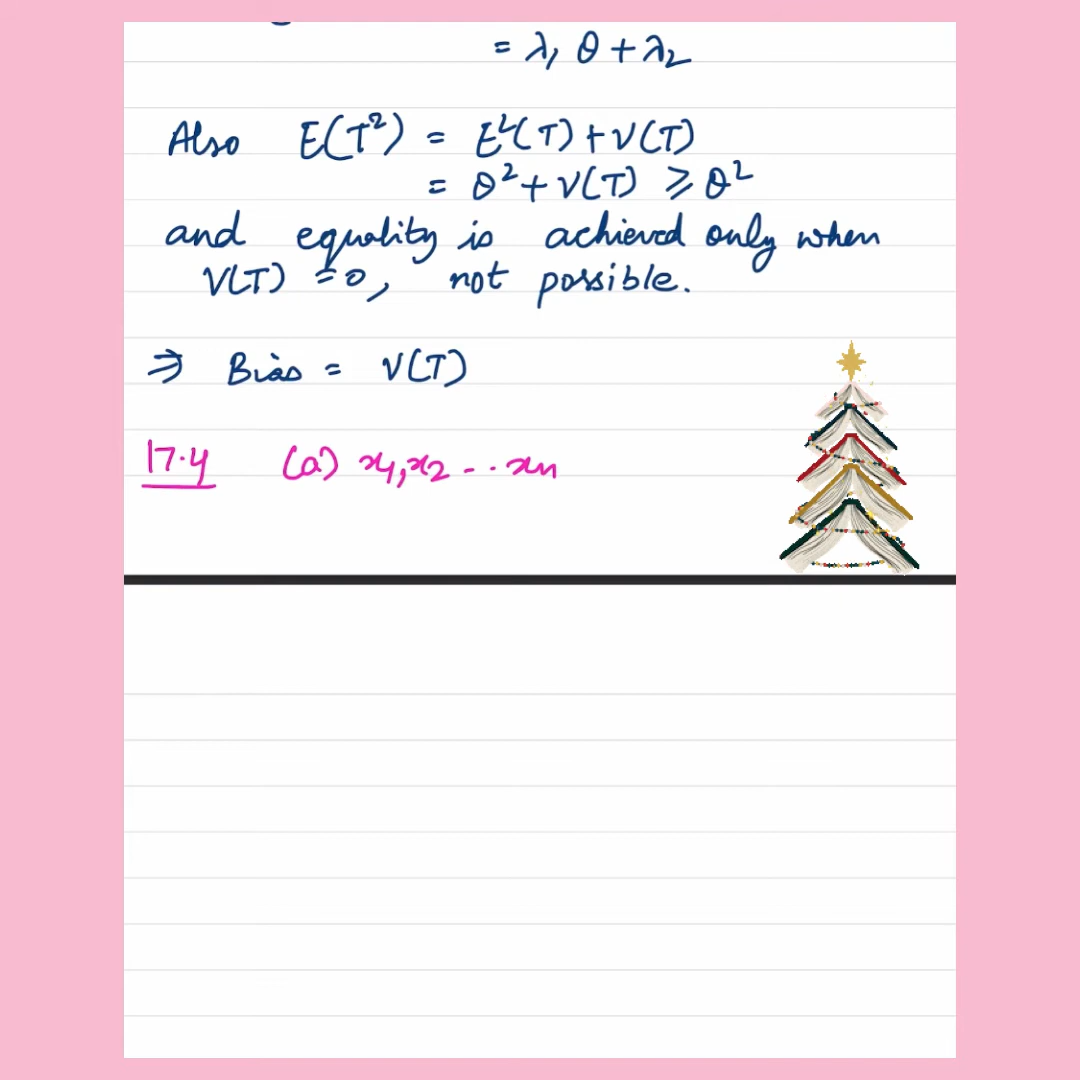 = λ₁ θ + λ₂
Also E(T²) = E²(T) + V(T)
= θ² + V(T) ⩾ θ²
and equality is achieved only when
V(T) = 0, not possible.
⇒ Bias = V(T)
17.4 (a) x₁, x₂ - - · x₍n₎